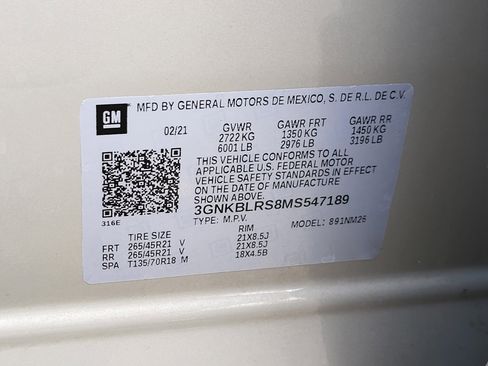 GM
MFD BY GENERAL MOTORS DE MEXICO, S. DE R.L. DE C.V.
02/21 GVWR GAWR FRT GAWR RR
2722 KG 1350 KG 1450 KG
6001 LB 2976 LB 3196 LB
THIS VEHICLE CONFORMS TO ALL
APPLICABLE U.S. FEDERAL MOTOR
VEHICLE SAFETY STANDARDS IN EFFECT
ON THE DATE OF MANUFACTURE
SHOWN ABOVE.
3GNKBLRS8MS547189
316E TYPE: M.P.V. MODEL: 891NM26
TIRE SIZE RIM
FRT 265/45R21 V 21X8.5J
RR 265/45R21 V 21X8.5J
SPA T135/70R18 M 18X4.5B